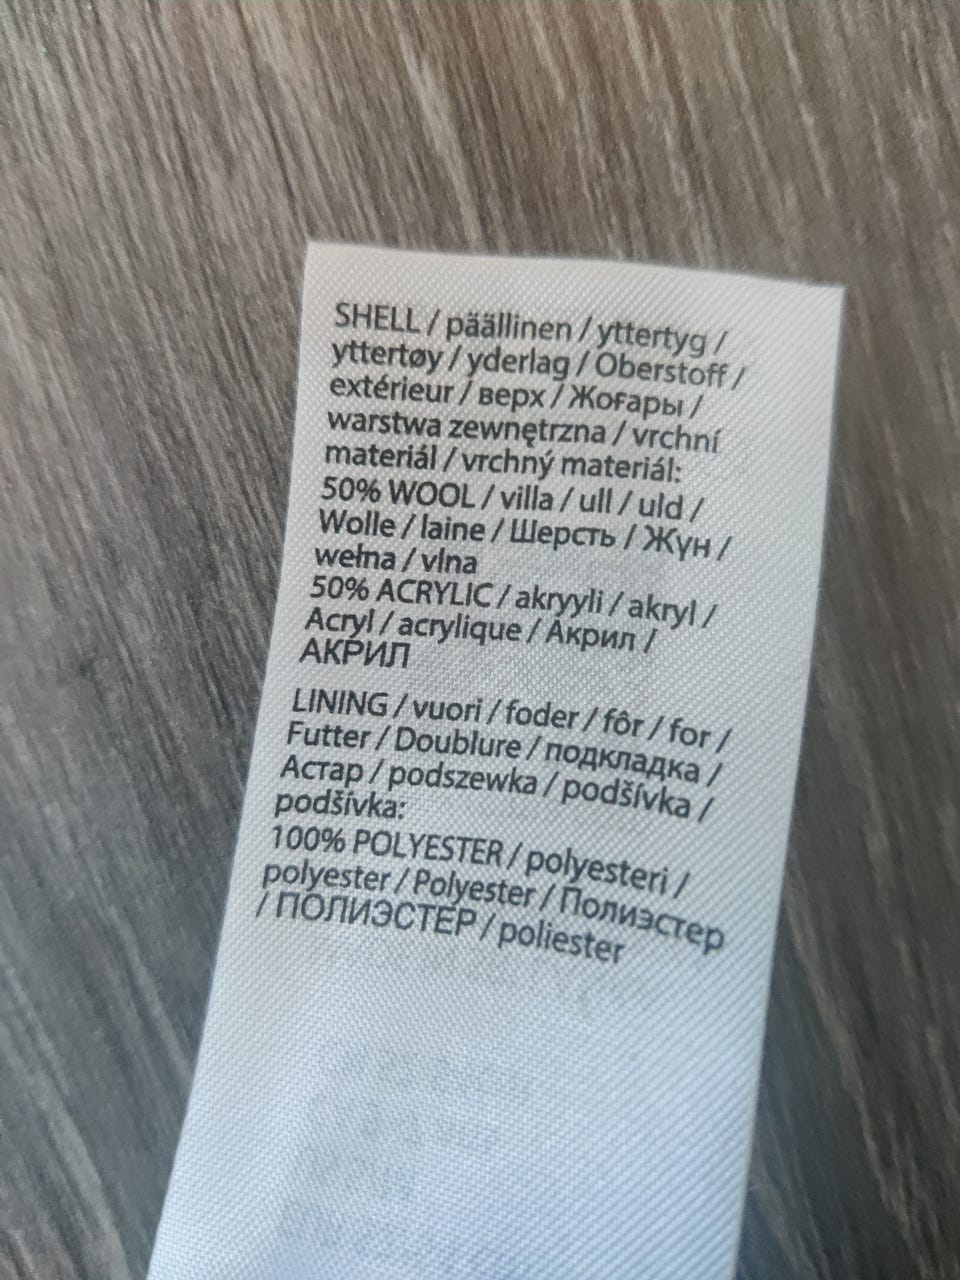 SHELL / päällinen / yttertyg /
yttertøy / yderlag / Oberstoff /
extérieur / верх / Жоғары /
warstwa zewnętrzna / vrchní
materiál / vrchný materiál:
50% WOOL / villa / ull / uld /
Wolle / laine / Шерсть / Жүн /
wełna / vlna
50% ACRYLIC / akryyli / akryl /
Acryl / acrylique / Акрил /
АКРИЛ
LINING / vuori / foder / fôr / for /
Futter / Doublure / подкладка /
Астар / podszewka / podšívka /
podšívka:
100% POLYESTER / polyesteri /
polyester / Polyester / Полиэстер
/ ПОЛИЭСТЕР / poliester